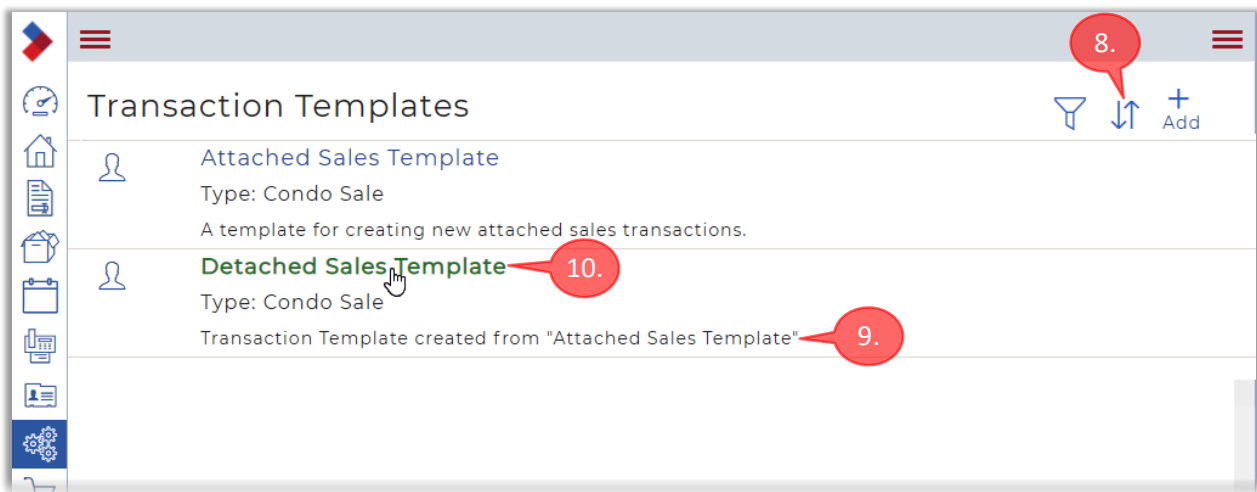 8.
Transaction Templates
Add
Attached Sales Template
Type: Condo Sale
A template for creating new attached sales transactions.
Detached Sales Template
10.
Type: Condo Sale
Transaction Template created from "Attached Sales Template"
9.